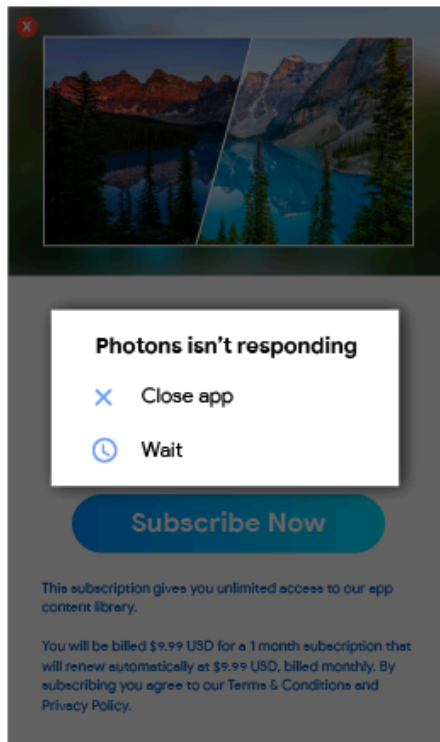 X
Photons isn't responding
Close app
Wait
Subscribe Now
This subscription gives you unlimited access to our app
content library.
You will be billed $9.99 USD for a 1 month subscription that
will renew automatically at $9.99 USD, billed monthly. By
subscribing you agree to our Terms & Conditions and
Privacy Policy.